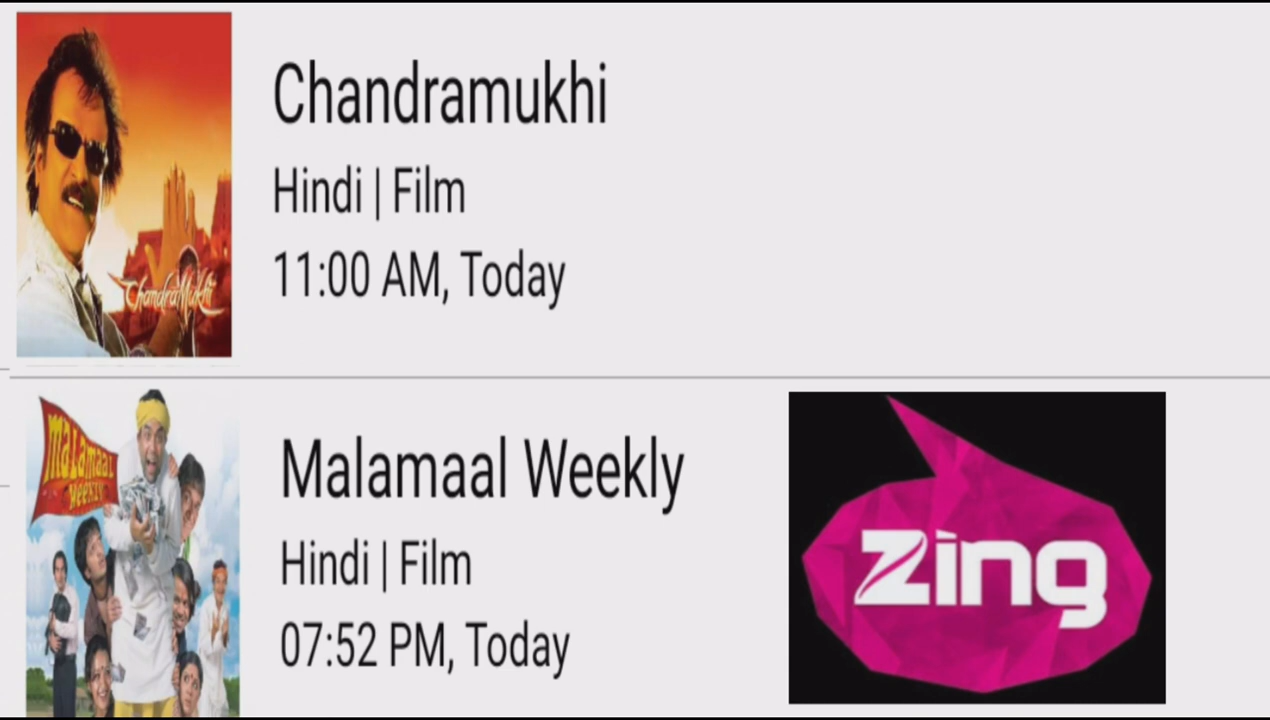 Chandramukhi
Hindi | Film
11:00 AM, Today
ChandraMukhi
Malamaal Weekly
Hindi | Film
07:52 PM, Today
malamaal
weekly
Zing